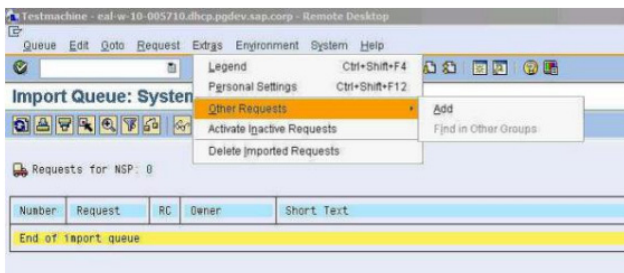 Testmachine - eal-w-10-005710.dhcp.pgdev.sap.corp - Remote Desktop
Queue Edit Goto Request Extras Environment System Help
Legend Ctrl+Shift+F4
Personal Settings Ctrl+Shift+F12
Import Queue: System
Other Requests Add
Activate Inactive Requests Find in Other Groups
Delete Imported Requests
Requests for NSP: 0
Number Request RC Owner Short Text
End of import queue